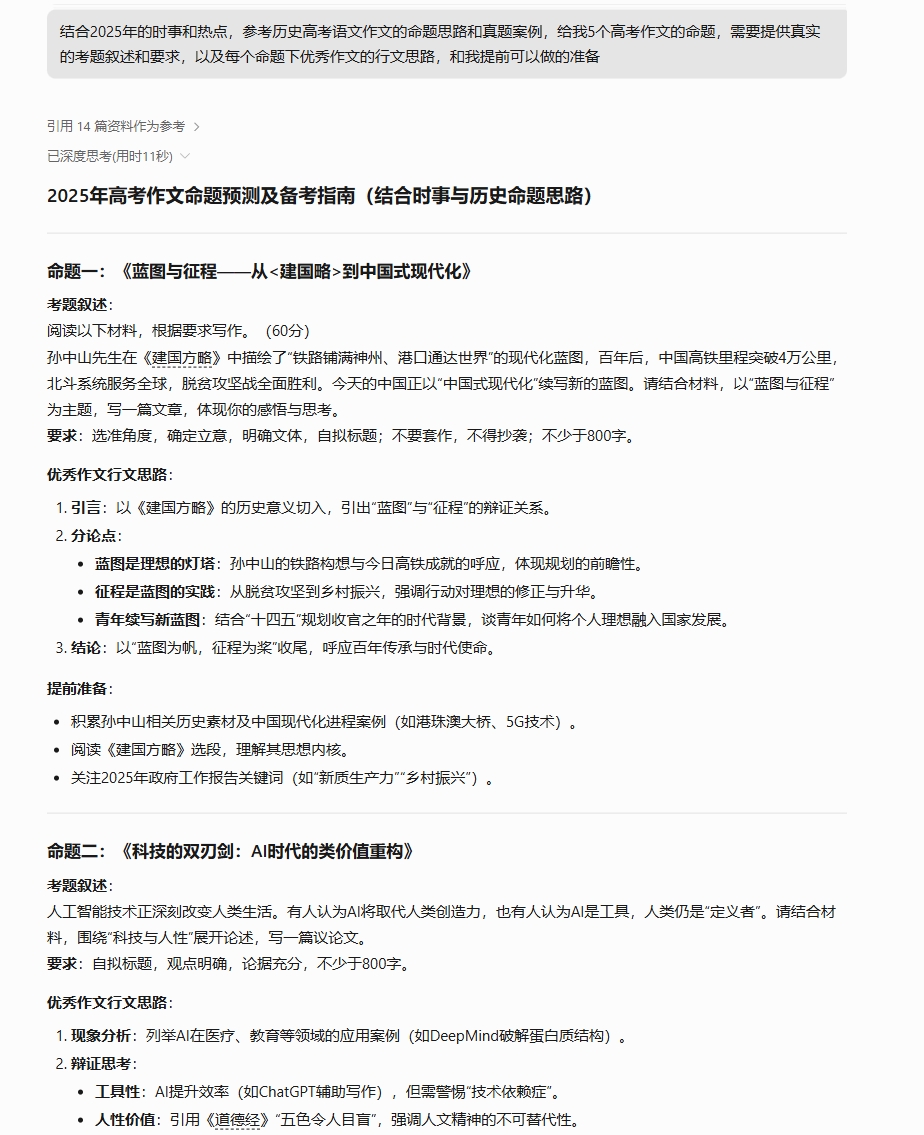 结合2025年的时事和热点，参考历史高考语文作文的命题思路和真题案例，给我5个高考作文的命题，需要提供真实
的考题叙述和要求，以及每个命题下优秀作文的行文思路，和我提前可以做的准备
引用 14 篇资料作为参考 >
已深度思考(用时11秒)
2025年高考作文命题预测及备考指南（结合时事与历史命题思路）
命题一：《蓝图与征程——从<建国略>到中国式现代化》
考题叙述：
阅读以下材料，根据要求写作。（60分）
孙中山先生在《建国方略》中描绘了“铁路铺满神州、港口通达世界”的现代化蓝图，百年后，中国高铁里程突破4万公里，
北斗系统服务全球，脱贫攻坚战全面胜利。今天的中国正以“中国式现代化”续写新的蓝图。请结合材料，以“蓝图与征程”
为主题，写一篇文章，体现你的感悟与思考。
要求：选准角度，确定立意，明确文体，自拟标题；不要套作，不得抄袭；不少于800字。
优秀作文行文思路：
1. 引言：以《建国方略》的历史意义切入，引出“蓝图”与“征程”的辩证关系。
2. 分论点：
• 蓝图是理想的灯塔：孙中山的铁路构想与今日高铁成就的呼应，体现规划的前瞻性。
• 征程是蓝图的实践：从脱贫攻坚到乡村振兴，强调行动对理想的修正与升华。
• 青年续写新蓝图：结合“十四五”规划收官之年的时代背景，谈青年如何将个人理想融入国家发展。
3. 结论：以“蓝图为帆，征程为桨”收尾，呼应百年传承与时代使命。
提前准备：
• 积累孙中山相关历史素材及中国现代化进程案例（如港珠澳大桥、5G技术）。
• 阅读《建国方略》选段，理解其思想内核。
• 关注2025年政府工作报告关键词（如“新质生产力”“乡村振兴”）。
命题二：《科技的双刃剑：AI时代的类价值重构》
考题叙述：
人工智能技术正深刻改变人类生活。有人认为AI将取代人类创造力，也有人认为AI是工具，人类仍是“定义者”。请结合材
料，围绕“科技与人性”展开论述，写一篇议论文。
要求：自拟标题，观点明确，论据充分，不少于800字。
优秀作文行文思路：
1. 现象分析：列举AI在医疗、教育等领域的应用案例（如DeepMind破解蛋白质结构）。
2. 辩证思考：
• 工具性：AI提升效率（如ChatGPT辅助写作），但需警惕“技术依赖症”。
• 人性价值：引用《道德经》“五色令人目盲”，强调人文精神的不可替代性。